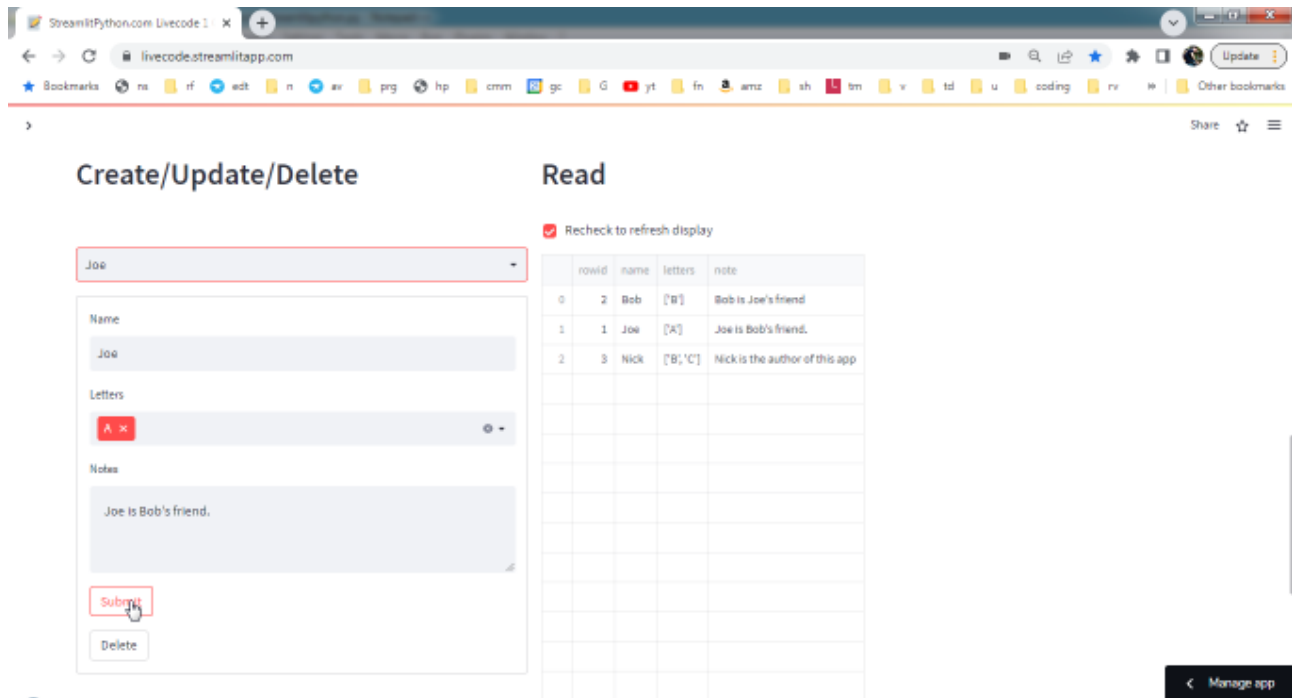 StreamlitPython.com Livecode 1
livecode.streamlitapp.com
Update
Bookmarks ns rf edt n av prg hp cmm gc G yt fn amz sh tm v td u coding rv » Other bookmarks
Share
Create/Update/Delete
Joe
Name
Joe
Letters
A
Notes
Joe is Bob's friend.
Submit
Delete
Read
Recheck to refresh display
rowid name letters note
0 2 Bob ['B'] Bob is Joe's friend
1 1 Joe ['A'] Joe is Bob's friend.
2 3 Nick ['B', 'C'] Nick is the author of this app
Manage app